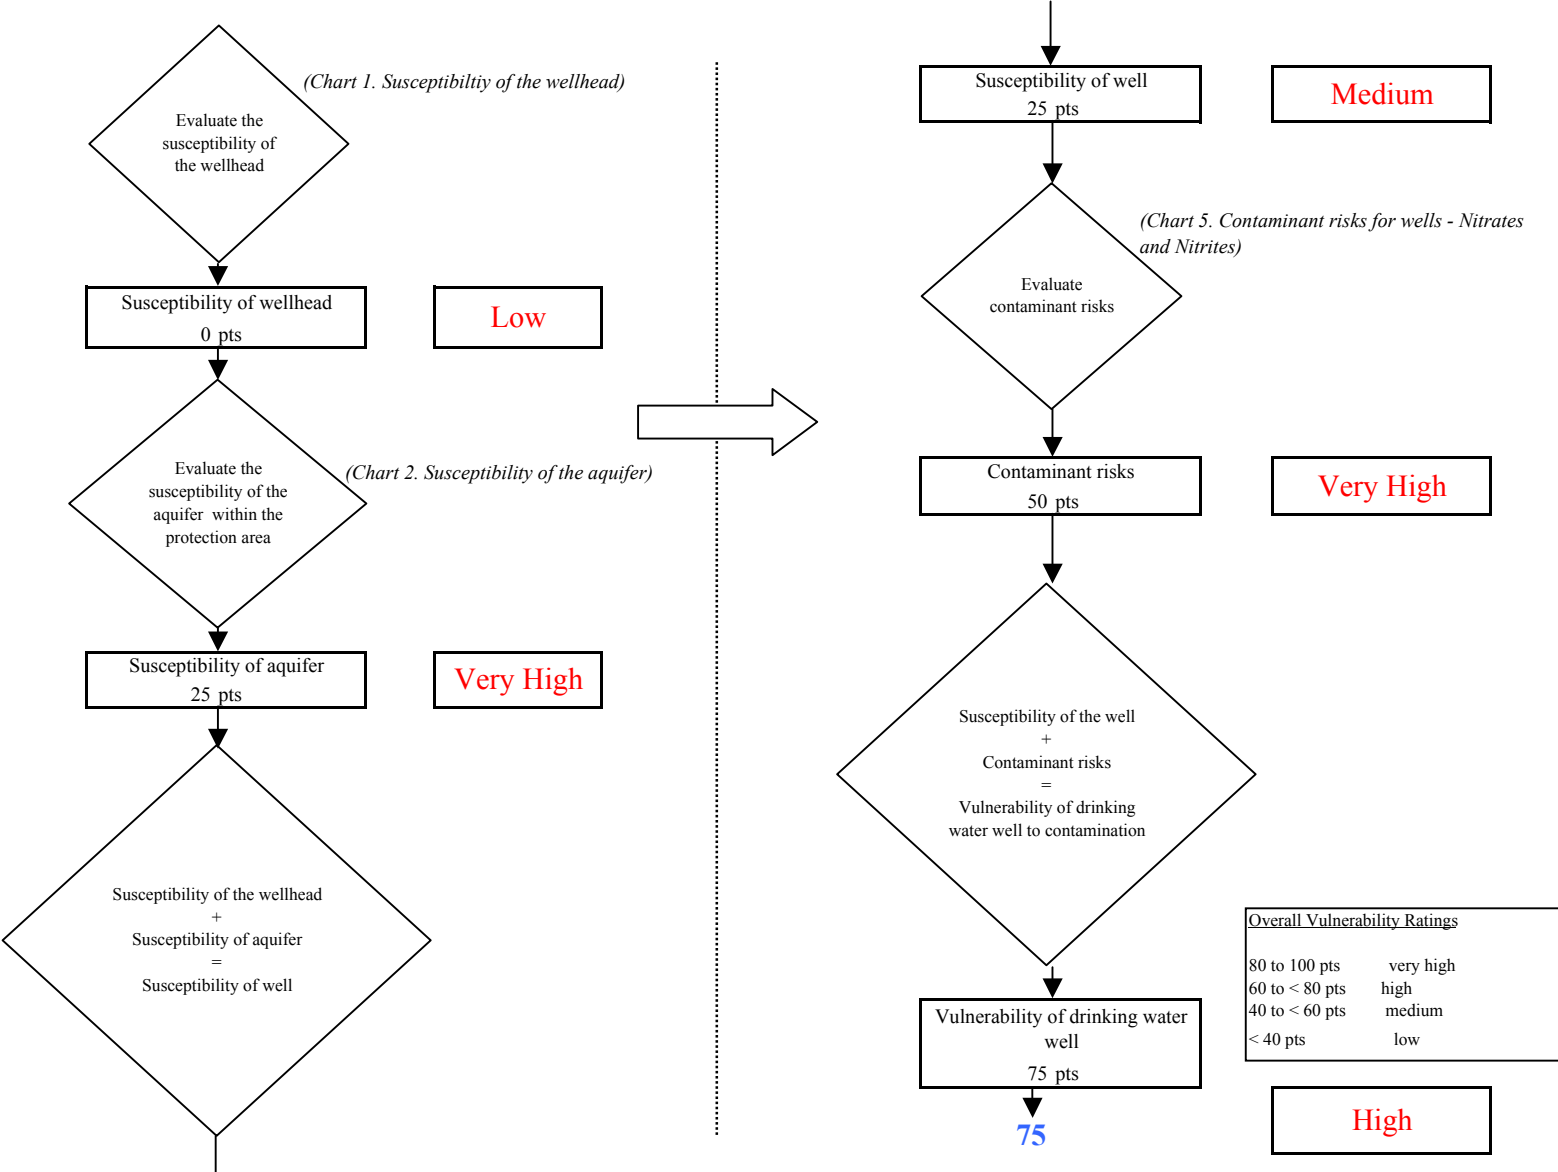 Evaluate the
susceptibility of
the wellhead
(Chart 1. Susceptibiltiy of the wellhead)
Susceptibility of wellhead
0 pts
Low
Evaluate the
susceptibility of the
aquifer within the
protection area
(Chart 2. Susceptibility of the aquifer)
Susceptibility of aquifer
25 pts
Very High
Susceptibility of the wellhead
+
Susceptibility of aquifer
=
Susceptibility of well
Susceptibility of well
25 pts
Medium
(Chart 5. Contaminant risks for wells - Nitrates
and Nitrites)
Evaluate
contaminant risks
Contaminant risks
50 pts
Very High
Susceptibility of the well
+
Contaminant risks
=
Vulnerability of drinking
water well to contamination
Overall Vulnerability Ratings
80 to 100 pts very high
60 to < 80 pts high
40 to < 60 pts medium
< 40 pts low
Vulnerability of drinking water
well
75 pts
75
High